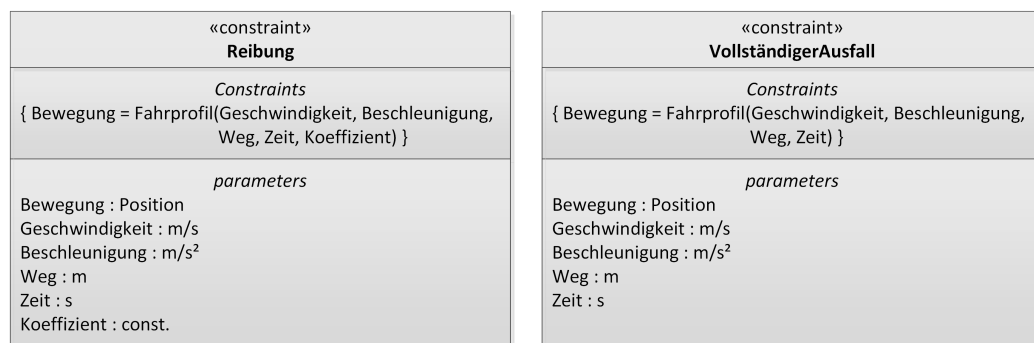 «constraint»
Reibung
Constraints
{ Bewegung = Fahrprofil(Geschwindigkeit, Beschleunigung,
Weg, Zeit, Koeffizient) }
parameters
Bewegung : Position
Geschwindigkeit : m/s
Beschleunigung : m/s²
Weg : m
Zeit : s
Koeffizient : const.
«constraint»
VollständigerAusfall
Constraints
{ Bewegung = Fahrprofil(Geschwindigkeit, Beschleunigung,
Weg, Zeit) }
parameters
Bewegung : Position
Geschwindigkeit : m/s
Beschleunigung : m/s²
Weg : m
Zeit : s